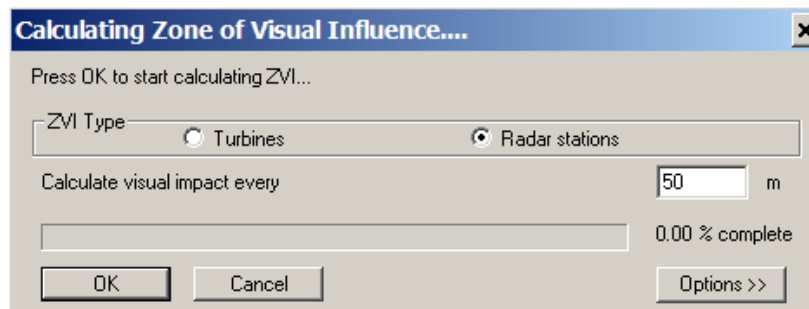 Calculating Zone of Visual Influence....
Press OK to start calculating ZVI...
ZVI Type
Turbines
Radar stations
Calculate visual impact every
50 m
0.00 % complete
OK
Cancel
Options >>